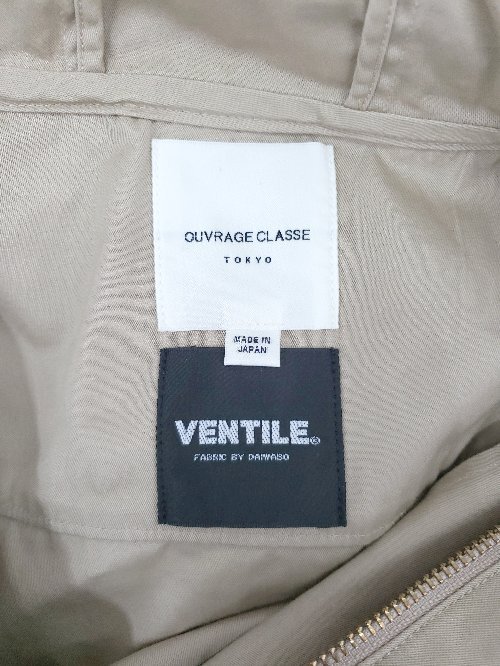 OUVRAGE CLASSE
TOKYO
MADE IN
JAPAN
VENTILE®
FABRIC BY DAIWABO